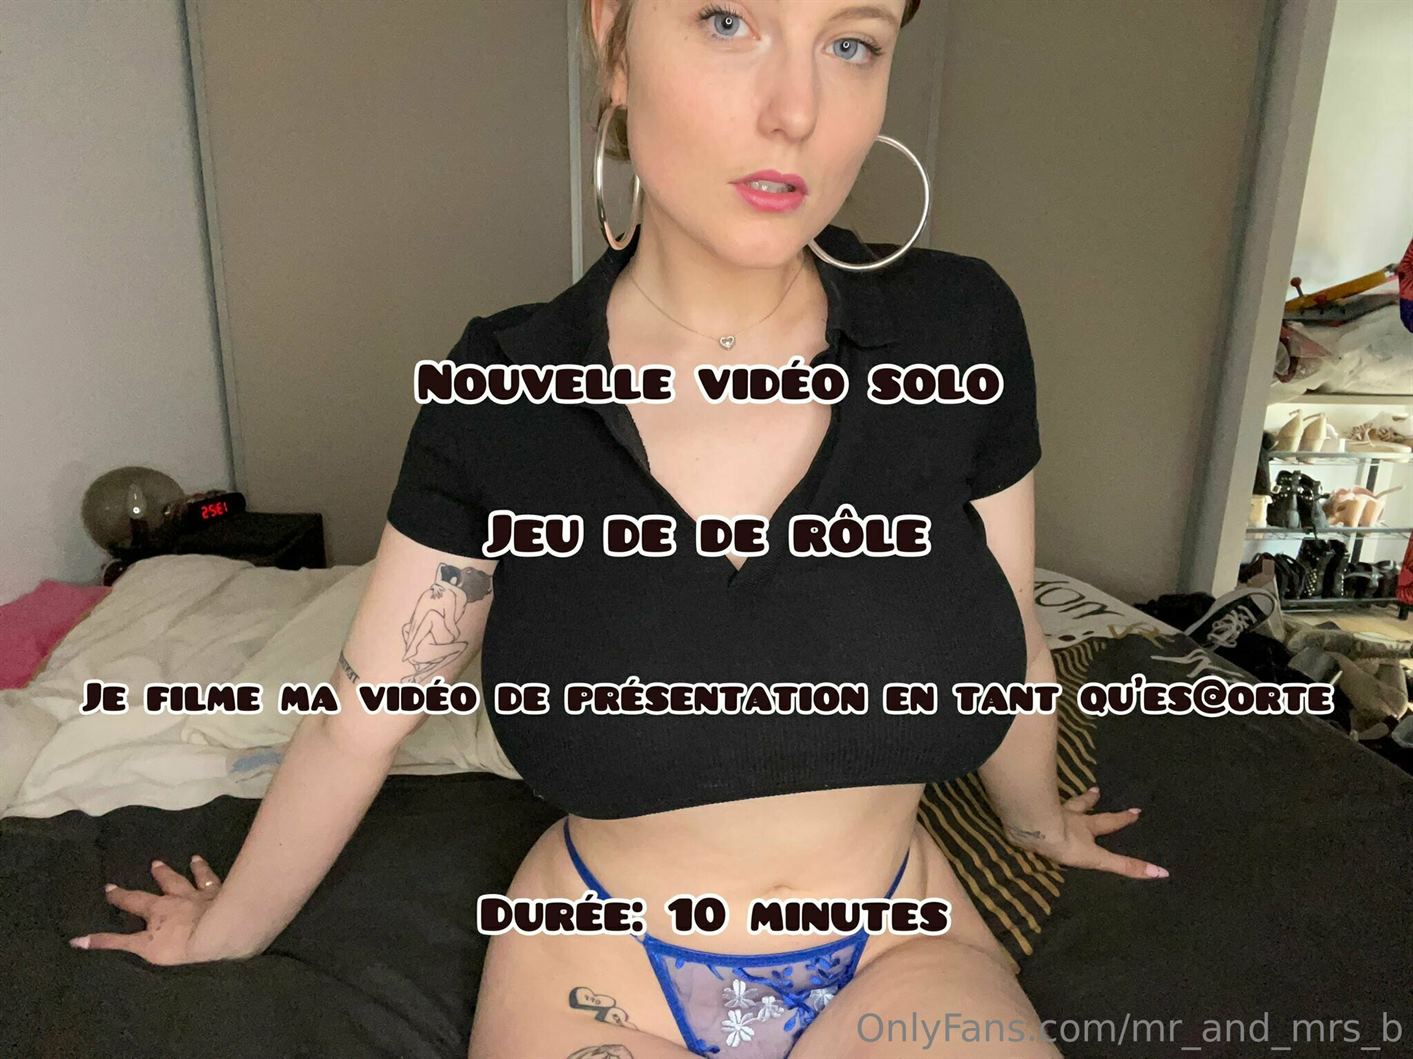 Nouvelle vidéo solo
Jeu de de rôle
Je filme ma vidéo de présentation en tant qu'es@orte
Durée: 10 minutes
OnlyFans.com/mr_and_mrs_b